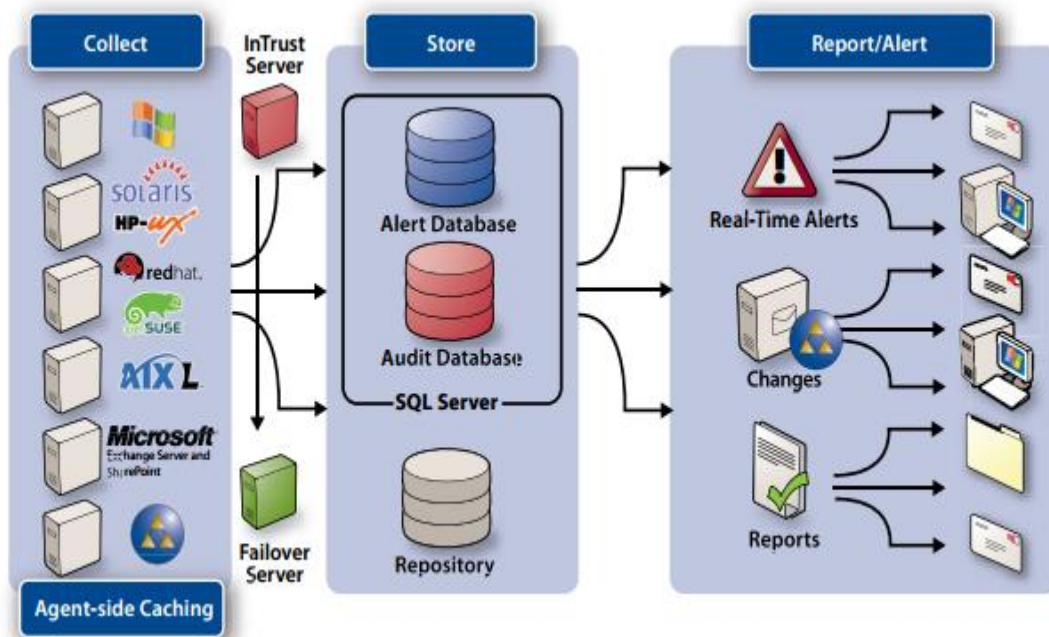 Collect
InTrust
Server
Store
Report/Alert
SOLARIS
HP-UX
redhat.
SUSE
AIX L
Microsoft
Exchange Server and
SharePoint
Agent-side Caching
Failover
Server
Alert Database
Audit Database
SQL Server
Repository
Real-Time Alerts
Changes
Reports